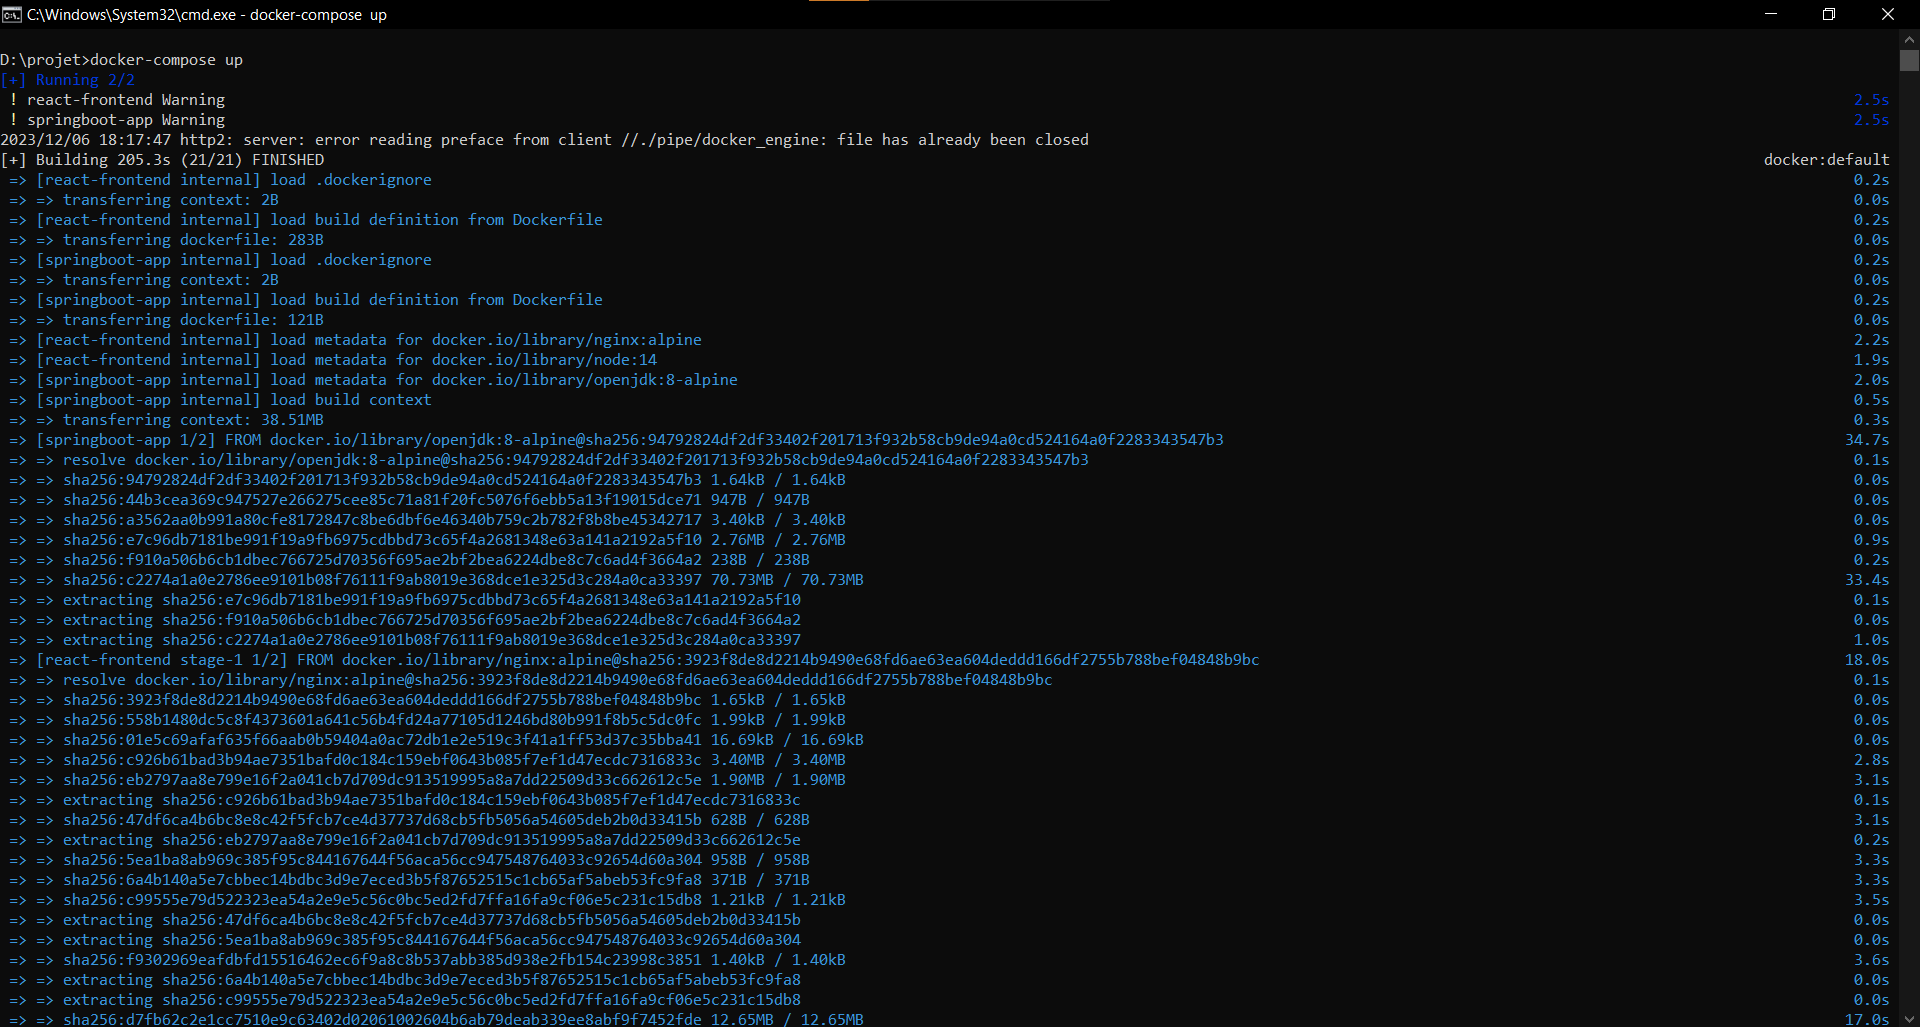 C:\Windows\System32\cmd.exe - docker-compose  up
D:\projet>docker-compose up
[+] Running 2/2
! react-frontend Warning 2.5s
! springboot-app Warning 2.5s
2023/12/06 18:17:47 http2: server: error reading preface from client //./pipe/docker_engine: file has already been closed
[+] Building 205.3s (21/21) FINISHED docker:default
=> [react-frontend internal] load .dockerignore 0.2s
=> => transferring context: 2B 0.0s
=> [react-frontend internal] load build definition from Dockerfile 0.2s
=> => transferring dockerfile: 283B 0.0s
=> [springboot-app internal] load .dockerignore 0.2s
=> => transferring context: 2B 0.0s
=> [springboot-app internal] load build definition from Dockerfile 0.2s
=> => transferring dockerfile: 121B 0.0s
=> [react-frontend internal] load metadata for docker.io/library/nginx:alpine 2.2s
=> [react-frontend internal] load metadata for docker.io/library/node:14 1.9s
=> [springboot-app internal] load metadata for docker.io/library/openjdk:8-alpine 2.0s
=> [springboot-app internal] load build context 0.5s
=> => transferring context: 38.51MB 0.3s
=> [springboot-app 1/2] FROM docker.io/library/openjdk:8-alpine@sha256:94792824df2df33402f201713f932b58cb9de94a0cd524164a0f2283343547b3 34.7s
=> => resolve docker.io/library/openjdk:8-alpine@sha256:94792824df2df33402f201713f932b58cb9de94a0cd524164a0f2283343547b3 0.1s
=> => sha256:94792824df2df33402f201713f932b58cb9de94a0cd524164a0f2283343547b3 1.64kB / 1.64kB 0.0s
=> => sha256:44b3cea369c947527e266275cee85c71a81f20fc5076f6ebb5a13f19015dce71 947B / 947B 0.0s
=> => sha256:a3562aa0b991a80cfe8172847c8be6dbf6e46340b759c2b782f8b8be45342717 3.40kB / 3.40kB 0.0s
=> => sha256:e7c96db7181be991f19a9fb6975cdbbd73c65f4a2681348e63a141a2192a5f10 2.76MB / 2.76MB 0.9s
=> => sha256:f910a506b6cb1dbec766725d70356f695ae2bf2bea6224dbe8c7c6ad4f3664a2 238B / 238B 0.2s
=> => sha256:c2274a1a0e2786ee9101b08f76111f9ab8019e368dce1e325d3c284a0ca33397 70.73MB / 70.73MB 33.4s
=> => extracting sha256:e7c96db7181be991f19a9fb6975cdbbd73c65f4a2681348e63a141a2192a5f10 0.1s
=> => extracting sha256:f910a506b6cb1dbec766725d70356f695ae2bf2bea6224dbe8c7c6ad4f3664a2 0.0s
=> => extracting sha256:c2274a1a0e2786ee9101b08f76111f9ab8019e368dce1e325d3c284a0ca33397 1.0s
=> [react-frontend stage-1 1/2] FROM docker.io/library/nginx:alpine@sha256:3923f8de8d2214b9490e68fd6ae63ea604deddd166df2755b788bef04848b9bc 18.0s
=> => resolve docker.io/library/nginx:alpine@sha256:3923f8de8d2214b9490e68fd6ae63ea604deddd166df2755b788bef04848b9bc 0.1s
=> => sha256:3923f8de8d2214b9490e68fd6ae63ea604deddd166df2755b788bef04848b9bc 1.65kB / 1.65kB 0.0s
=> => sha256:558b1480dc5c8f4373601a641c56b4fd24a77105d1246bd80b991f8b5c5dc0fc 1.99kB / 1.99kB 0.0s
=> => sha256:01e5c69afaf635f66aab0b59404a0ac72db1e2e519c3f41a1ff53d37c35bba41 16.69kB / 16.69kB 0.0s
=> => sha256:c926b61bad3b94ae7351bafd0c184c159ebf0643b085f7ef1d47ecdc7316833c 3.40MB / 3.40MB 2.8s
=> => sha256:eb2797aa8e799e16f2a041cb7d709dc913519995a8a7dd22509d33c662612c5e 1.90MB / 1.90MB 3.1s
=> => extracting sha256:c926b61bad3b94ae7351bafd0c184c159ebf0643b085f7ef1d47ecdc7316833c 0.1s
=> => sha256:47df6ca4b6bc8e8c42f5fcb7ce4d37737d68cb5fb5056a54605deb2b0d33415b 628B / 628B 3.1s
=> => extracting sha256:eb2797aa8e799e16f2a041cb7d709dc913519995a8a7dd22509d33c662612c5e 0.2s
=> => sha256:5ea1ba8ab969c385f95c844167644f56aca56cc947548764033c92654d60a304 958B / 958B 3.3s
=> => sha256:6a4b140a5e7cbbec14bdbc3d9e7eced3b5f87652515c1cb65af5abeb53fc9fa8 371B / 371B 3.3s
=> => sha256:c99555e79d522323ea54a2e9e5c56c0bc5ed2fd7ffa16fa9cf06e5c231c15db8 1.21kB / 1.21kB 3.5s
=> => extracting sha256:47df6ca4b6bc8e8c42f5fcb7ce4d37737d68cb5fb5056a54605deb2b0d33415b 0.0s
=> => extracting sha256:5ea1ba8ab969c385f95c844167644f56aca56cc947548764033c92654d60a304 0.0s
=> => sha256:f9302969eafdbfd15516462ec6f9a8c8b537abb385d938e2fb154c23998c3851 1.40kB / 1.40kB 3.6s
=> => extracting sha256:6a4b140a5e7cbbec14bdbc3d9e7eced3b5f87652515c1cb65af5abeb53fc9fa8 0.0s
=> => extracting sha256:c99555e79d522323ea54a2e9e5c56c0bc5ed2fd7ffa16fa9cf06e5c231c15db8 0.0s
=> => sha256:d7fb62c2e1cc7510e9c63402d02061002604b6ab79deab339ee8abf9f7452fde 12.65MB / 12.65MB 17.0s